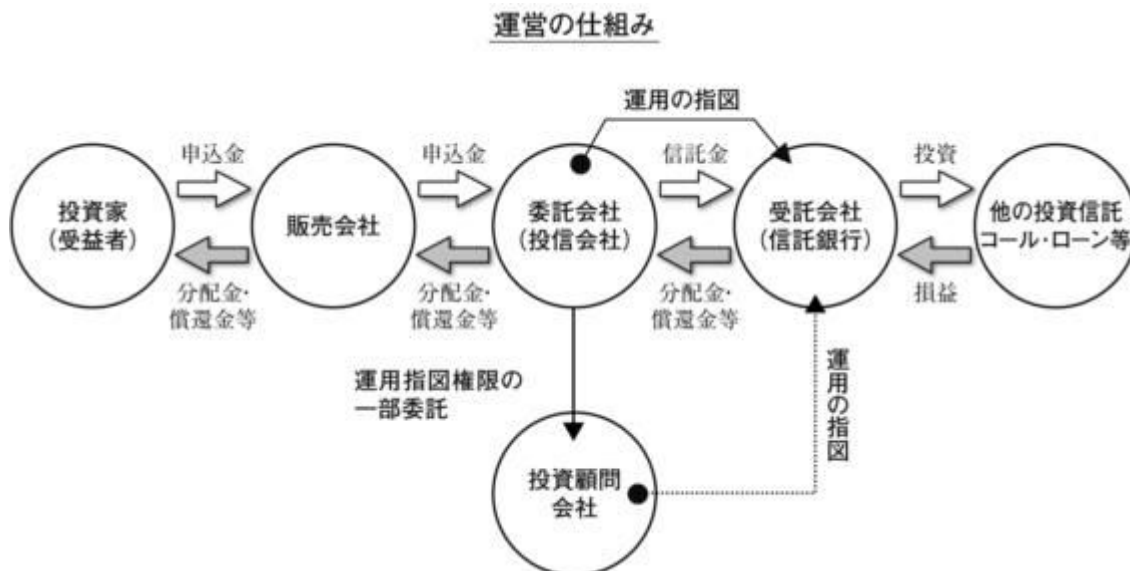 運営の仕組み
運用の指図
申込金
申込金
信託金
投資
投資家
（受益者）
販売会社
委託会社
（投信会社）
受託会社
（信託銀行）
他の投資信託
コール・ローン等
分配金・
償還金等
分配金・
償還金等
分配金・
償還金等
損益
運用指図権限の
一部委託
運用の指図
投資顧問
会社